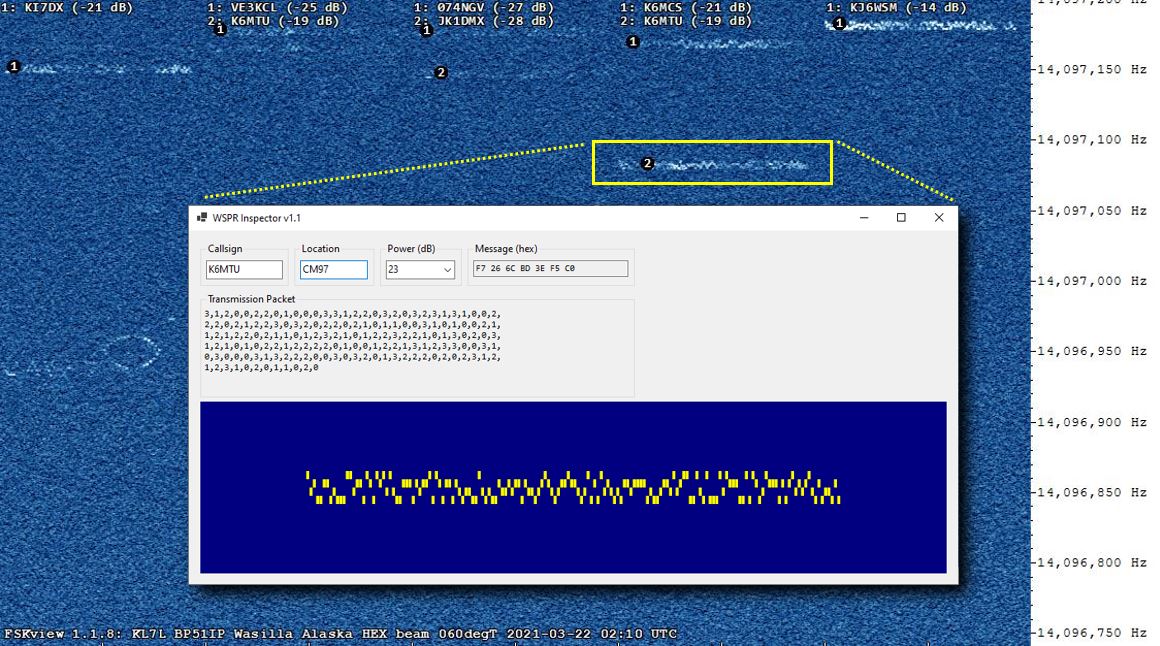 1: KI7DX (-21 dB)
1: VE3KCL (-25 dB)
2: K6MTU (-19 dB)
1: 074NGV (-27 dB)
2: JK1DMX (-28 dB)
1: K6MCS (-21 dB)
2: K6MTU (-19 dB)
1: KJ6WSM (-14 dB)
1
1
1
2
1
2
1
14,097,200 Hz
14,097,150 Hz
14,097,100 Hz
14,097,050 Hz
14,097,000 Hz
14,096,950 Hz
14,096,900 Hz
14,096,850 Hz
14,096,800 Hz
14,096,750 Hz
WSPR Inspector v1.1
Callsign
K6MTU
Location
CM97
Power (dB)
23
Message (hex)
F7 26 6C BD 3E F5 C0
Transmission Packet
3,1,2,0,0,2,2,0,1,0,0,0,3,3,1,2,2,0,3,2,0,3,2,3,1,3,1,0,0,2,
2,2,0,2,1,2,2,3,0,3,2,0,2,2,0,2,1,0,1,1,0,0,3,1,0,1,0,0,2,1,
1,2,1,2,2,0,2,1,1,0,1,2,3,2,1,0,1,2,2,3,2,2,1,0,1,3,0,2,0,3,
1,2,1,0,1,0,2,2,1,2,2,2,2,0,1,0,0,1,2,2,1,3,1,2,3,3,0,0,3,1,
0,3,0,0,0,3,1,3,2,2,2,0,0,3,0,3,2,0,1,3,2,2,2,0,2,0,2,3,1,2,
1,2,3,1,0,2,0,1,1,0,2,0
FSKview 1.1.8: KL7L BP51IP Wasilla Alaska HEX beam 060degT 2021-03-22 02:10 UTC